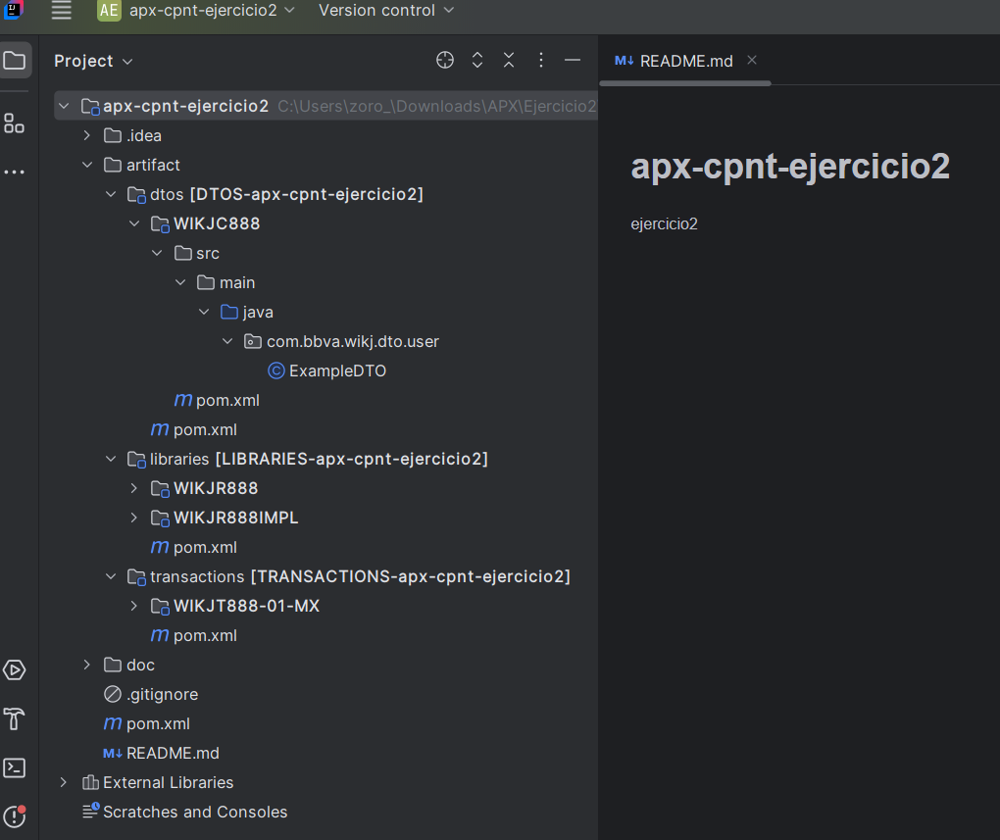 AE apx-cpnt-ejercicio2 Version control
Project
README.md
apx-cpnt-ejercicio2 C:\Users\zoro_\Downloads\APX\Ejercicio2
.idea
artifact
dtos [DTOS-apx-cpnt-ejercicio2]
WIKJC888
src
main
java
com.bbva.wikj.dto.user
ExampleDTO
pom.xml
pom.xml
libraries [LIBRARIES-apx-cpnt-ejercicio2]
WIKJR888
WIKJR888IMPL
pom.xml
transactions [TRANSACTIONS-apx-cpnt-ejercicio2]
WIKJT888-01-MX
pom.xml
doc
.gitignore
pom.xml
README.md
External Libraries
Scratches and Consoles
apx-cpnt-ejercicio2
ejercicio2